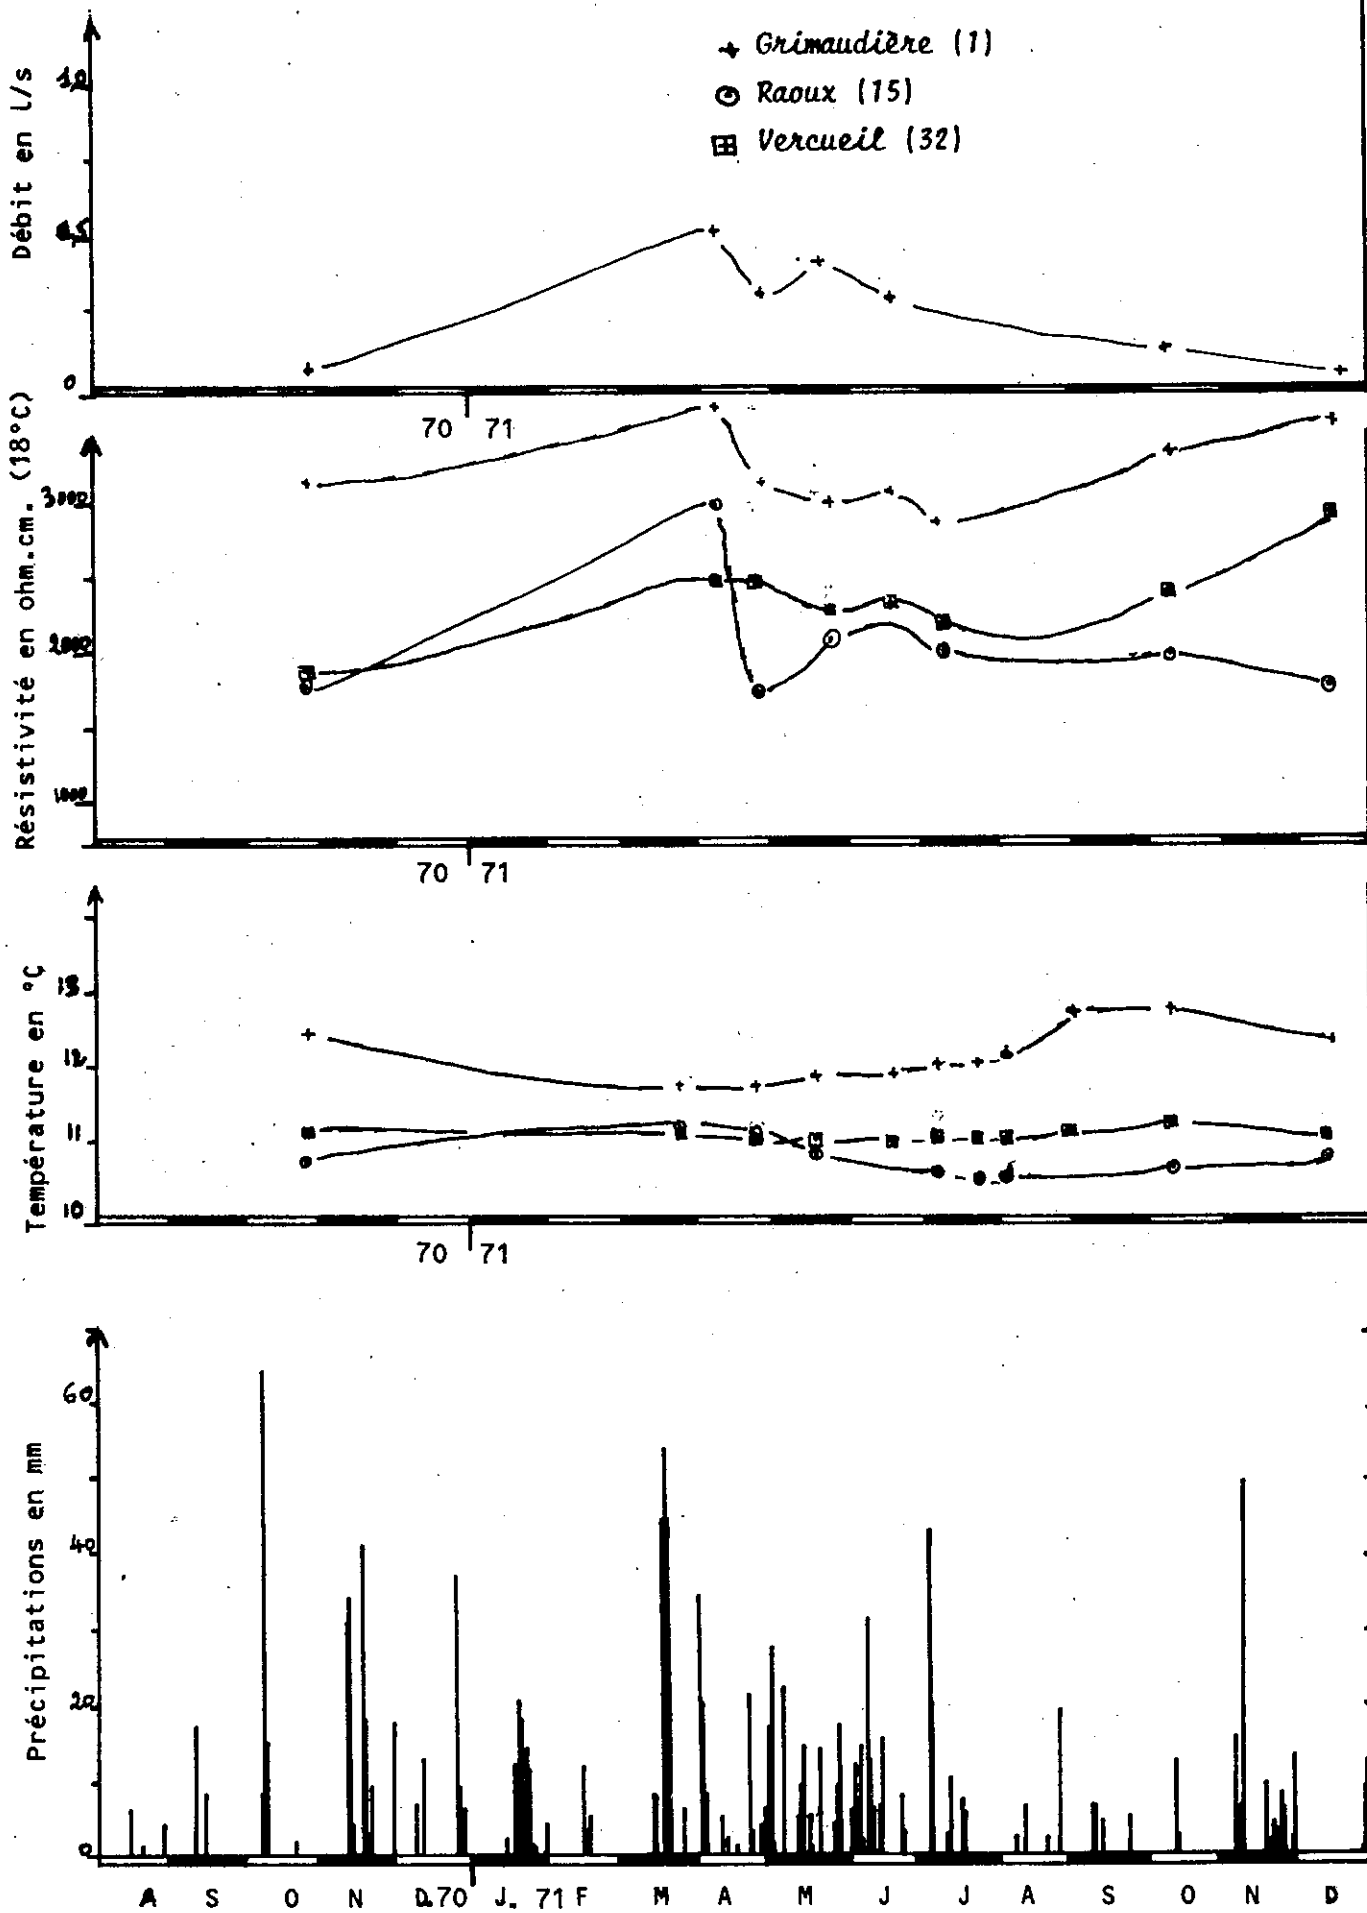 + Grimaudière (1)
Raoux (15)
Vercueil (32)
Débit en l/s
0
70 71
Résistivité en ohm.cm. (18°C)
3000
2000
1000
70 71
Température en °C
13
12
11
10
70 71
Précipitations en mm
60
40
20
0
A S O N D.70 J. 71 F M A M J J A S O N D